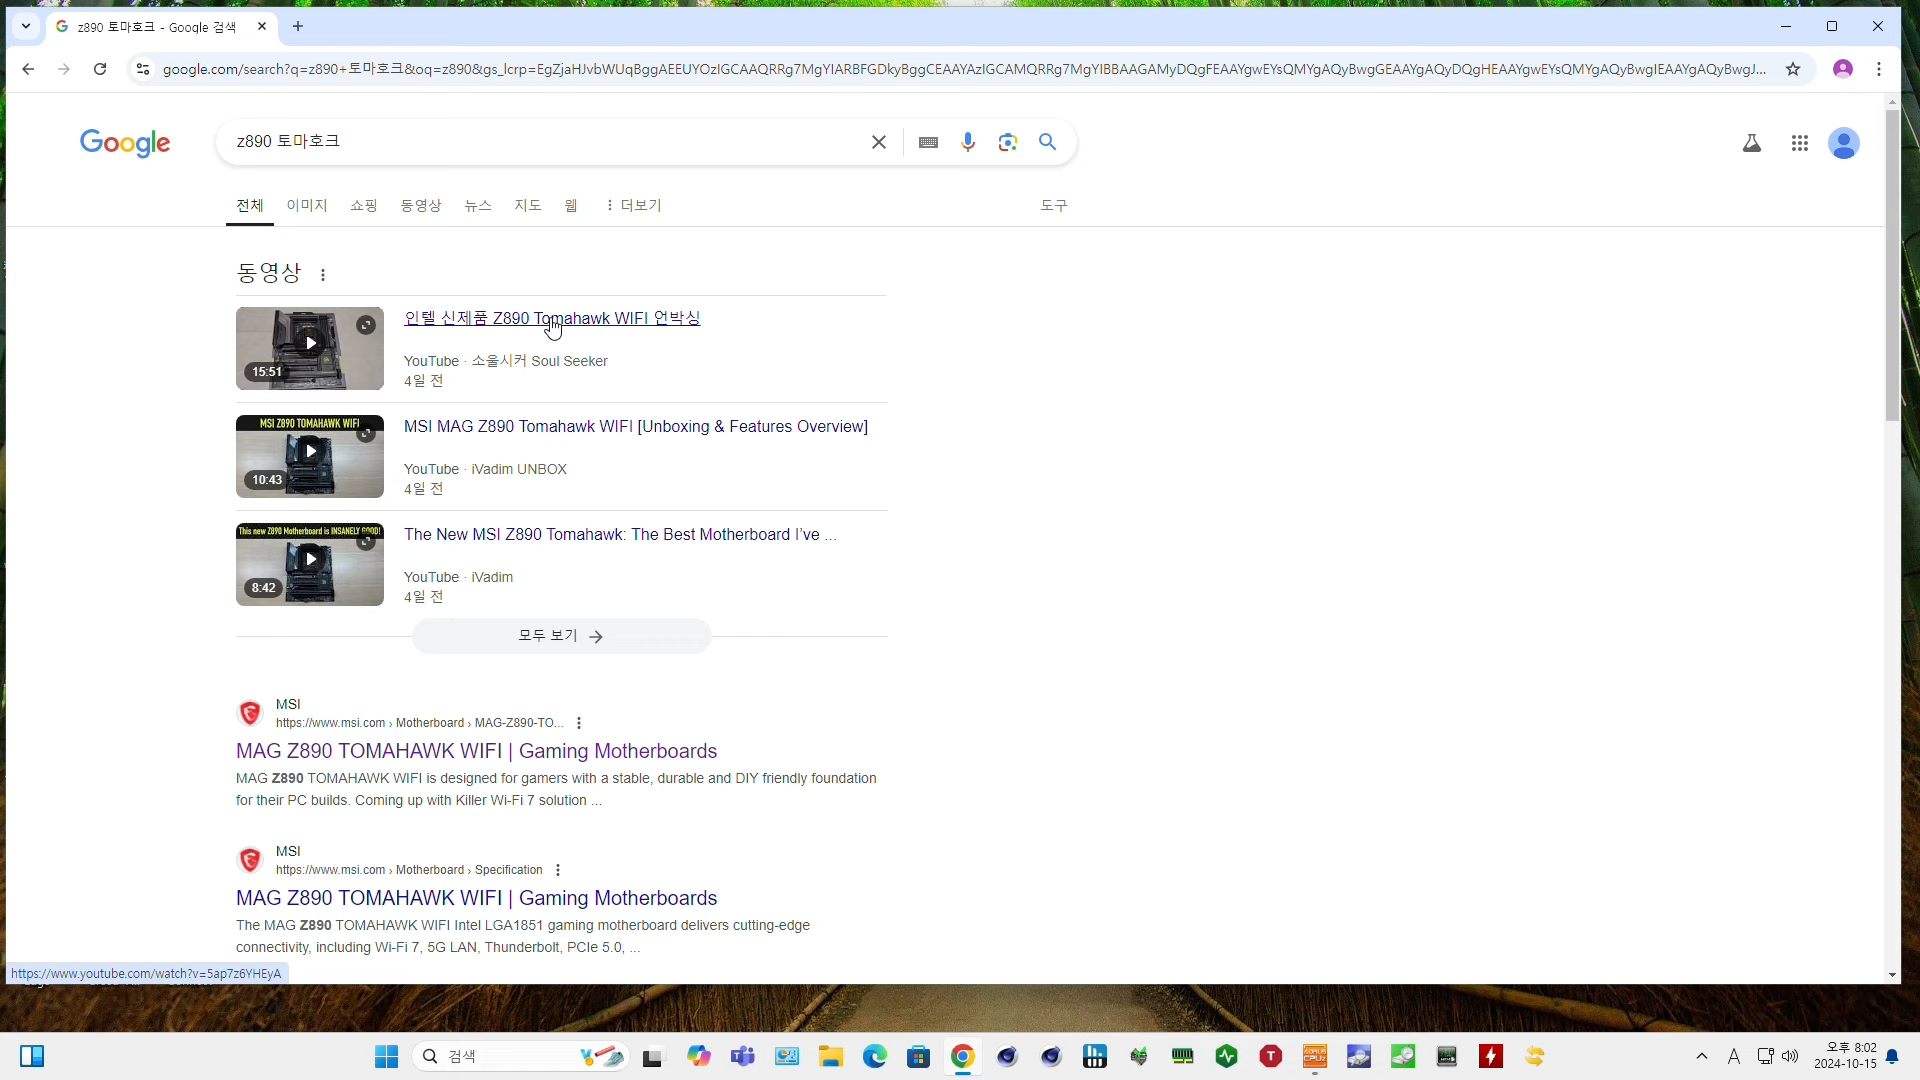 z890 토마호크 - Google 검색
google.com/search?q=z890+토마호크&oq=z890&gs_lcrp=EgZjaHJvbWUqBggAEEUYOzIGCAAQRRg7MgYIARBFGDkyBggCEAAYAzIGCAMQRRg7MgYIBBAAGAMyDQgFEAAYgwEYsQMYgAQyBwgGEAAYgAQyDQgHEAAYgwEYsQMYgAQyBwgIEAAYgAQyBwgJ...
Google
z890 토마호크
전체 이미지 쇼핑 동영상 뉴스 지도 웹 더보기 도구
동영상
인텔 신제품 Z890 Tomahawk WIFI 언박싱
YouTube · 소울시커 Soul Seeker
15:51
4일 전
MSI Z890 TOMAHAWK WIFI
MSI MAG Z890 Tomahawk WIFI [Unboxing & Features Overview]
YouTube · iVadim UNBOX
10:43
4일 전
This new Z890 Motherboard is INSANELY GOOD!
The New MSI Z890 Tomahawk: The Best Motherboard I've ...
YouTube · iVadim
8:42
4일 전
모두 보기
MSI
https://www.msi.com › Motherboard › MAG-Z890-TO...
MAG Z890 TOMAHAWK WIFI | Gaming Motherboards
MAG Z890 TOMAHAWK WIFI is designed for gamers with a stable, durable and DIY friendly foundation
for their PC builds. Coming up with Killer Wi-Fi 7 solution ...
MSI
https://www.msi.com › Motherboard › Specification
MAG Z890 TOMAHAWK WIFI | Gaming Motherboards
The MAG Z890 TOMAHAWK WIFI Intel LGA1851 gaming motherboard delivers cutting-edge
connectivity, including Wi-Fi 7, 5G LAN, Thunderbolt, PCIe 5.0, ...
https://www.youtube.com/watch?v=5ap7z6YHEyA
검색
A
오후 8:02
2024-10-15